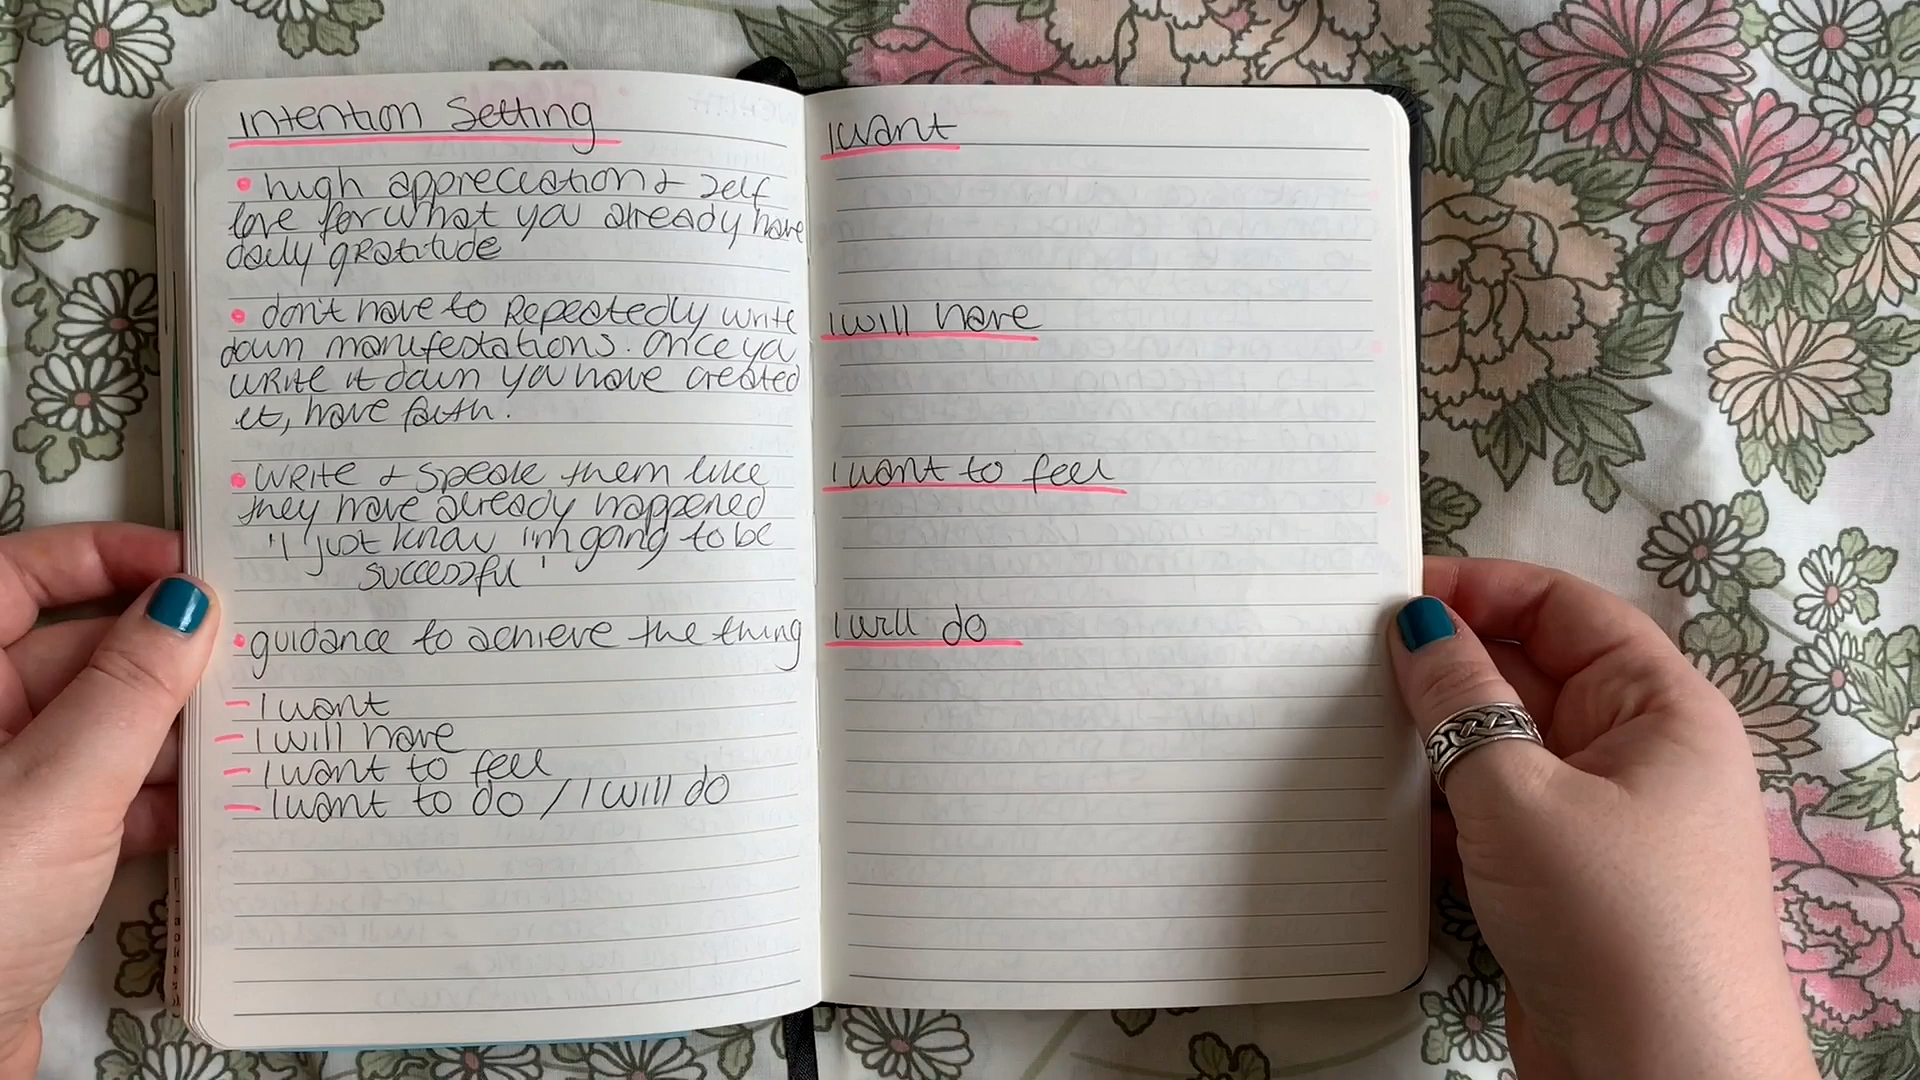 Intention Setting
• high appreciation + self
love for what you already have
daily gratitude
• don't have to Repeatedly write
down manifestations. Once you
write it down you have created
it, have faith.
• Write + speak them like
they have already happened
'I just know i'm going to be
successful'
• guidance to achieve the thing
- I want
- I will have
- I want to feel
- I want to do / I will do
I want
I will have
I want to feel
I will do